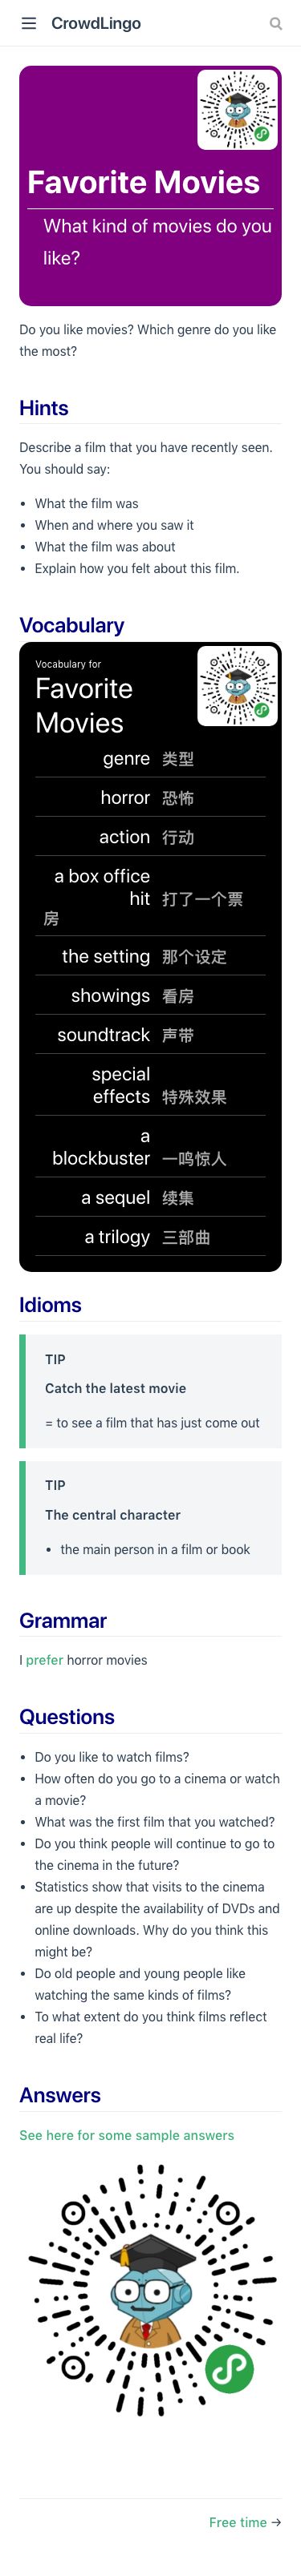 CrowdLingo
Favorite Movies
What kind of movies do you
like?
Do you like movies? Which genre do you like
the most?
Hints
Describe a film that you have recently seen.
You should say:
• What the film was
• When and where you saw it
• What the film was about
• Explain how you felt about this film.
Vocabulary
Vocabulary for
Favorite
Movies
genre 类型
horror 恐怖
action 行动
a box office
hit 打了一个票
房
the setting 那个设定
showings 看房
soundtrack 声带
special
effects 特殊效果
a
blockbuster 一鸣惊人
a sequel 续集
a trilogy 三部曲
Idioms
TIP
Catch the latest movie
= to see a film that has just come out
TIP
The central character
• the main person in a film or book
Grammar
I prefer horror movies
Questions
• Do you like to watch films?
• How often do you go to a cinema or watch
a movie?
• What was the first film that you watched?
• Do you think people will continue to go to
the cinema in the future?
• Statistics show that visits to the cinema
are up despite the availability of DVDs and
online downloads. Why do you think this
might be?
• Do old people and young people like
watching the same kinds of films?
• To what extent do you think films reflect
real life?
Answers
See here for some sample answers
Free time →